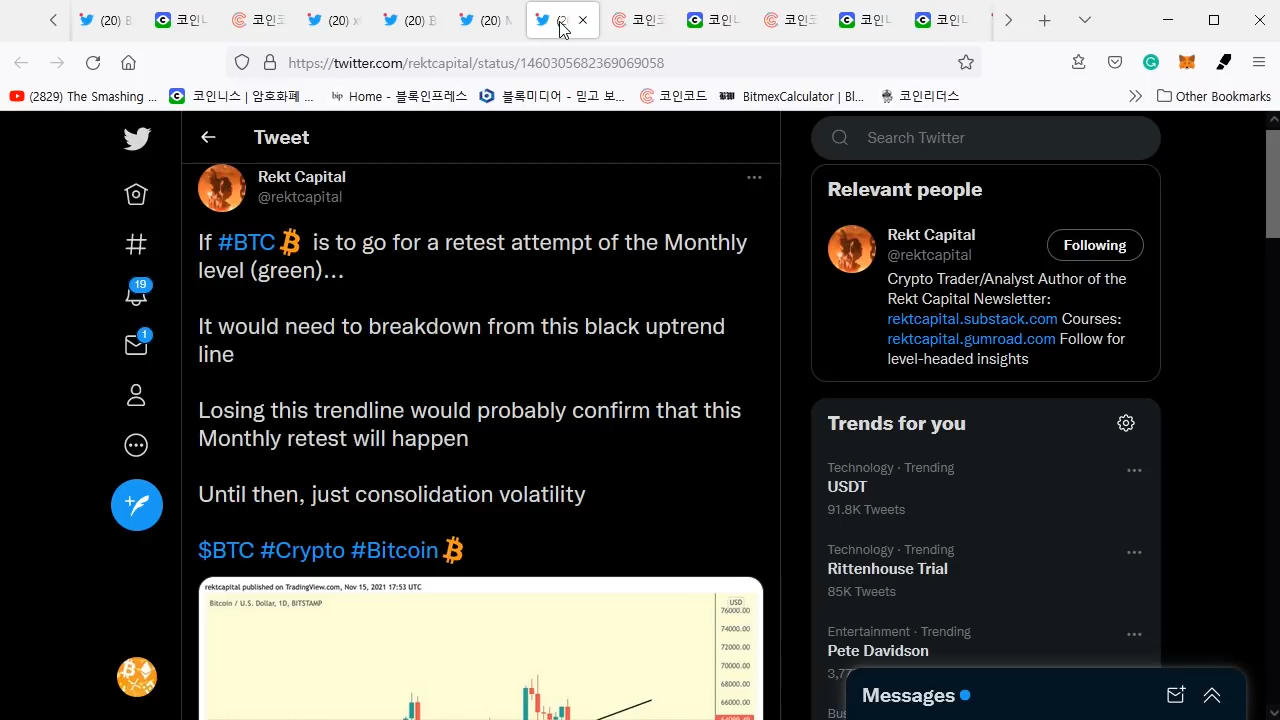 (20) B
코인니
코인코
(20) x
(20) B
(20) N
코인코
코인니
코인코
코인니
코인니
https://twitter.com/rektcapital/status/1460305682369069058
(2829) The Smashing ...
코인니스 | 암호화폐 ...
bip Home - 블록인프레스
블록미디어 - 믿고 보...
코인코드
BitmexCalculator | Bl...
코인리더스
Other Bookmarks
Tweet
Search Twitter
Rekt Capital
@rektcapital
If #BTC is to go for a retest attempt of the Monthly
level (green)...
It would need to breakdown from this black uptrend
line
Losing this trendline would probably confirm that this
Monthly retest will happen
Until then, just consolidation volatility
$BTC #Crypto #Bitcoin
rektcapital published on TradingView.com, Nov 15, 2021 17:53 UTC
Bitcoin / U.S. Dollar, 1D, BITSTAMP
USD
76000.00
74000.00
72000.00
70000.00
68000.00
66000.00
19
1
Relevant people
Rekt Capital
@rektcapital
Following
Crypto Trader/Analyst Author of the
Rekt Capital Newsletter:
rektcapital.substack.com Courses:
rektcapital.gumroad.com Follow for
level-headed insights
Trends for you
Technology · Trending
USDT
91.8K Tweets
Technology · Trending
Rittenhouse Trial
85K Tweets
Entertainment · Trending
Pete Davidson
Messages